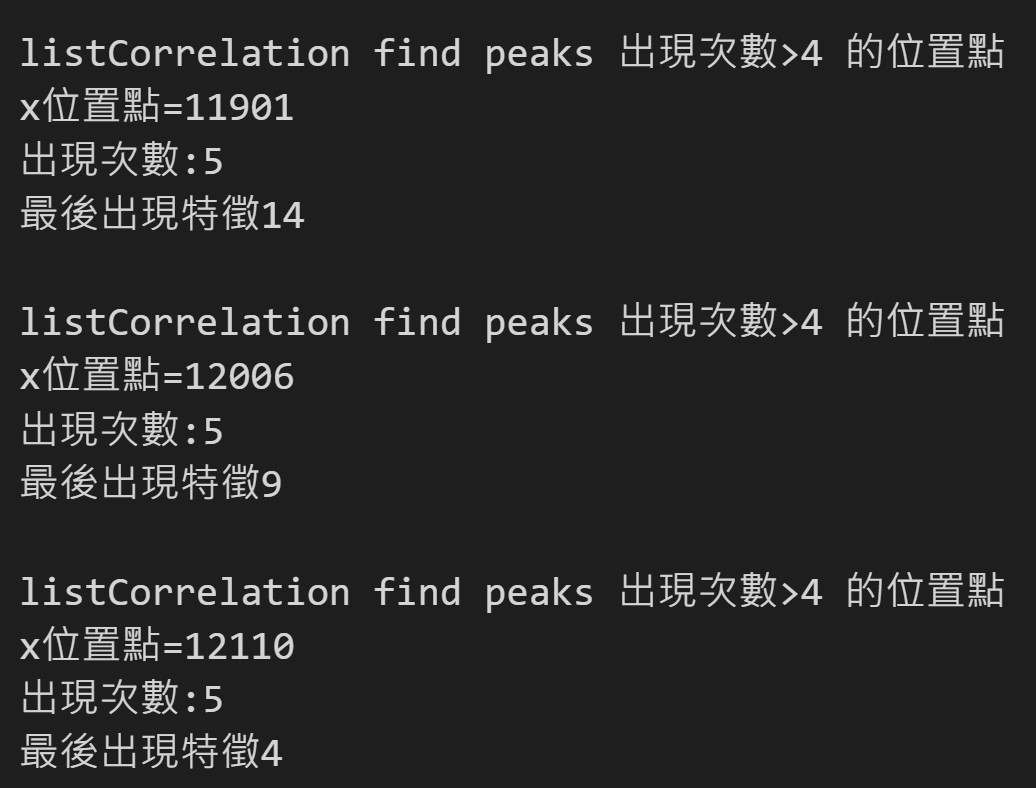 listCorrelation find peaks 出現次數>4 的位置點
x位置點=11901
出現次數:5
最後出現特徵14
listCorrelation find peaks 出現次數>4 的位置點
x位置點=12006
出現次數:5
最後出現特徵9
listCorrelation find peaks 出現次數>4 的位置點
x位置點=12110
出現次數:5
最後出現特徵4